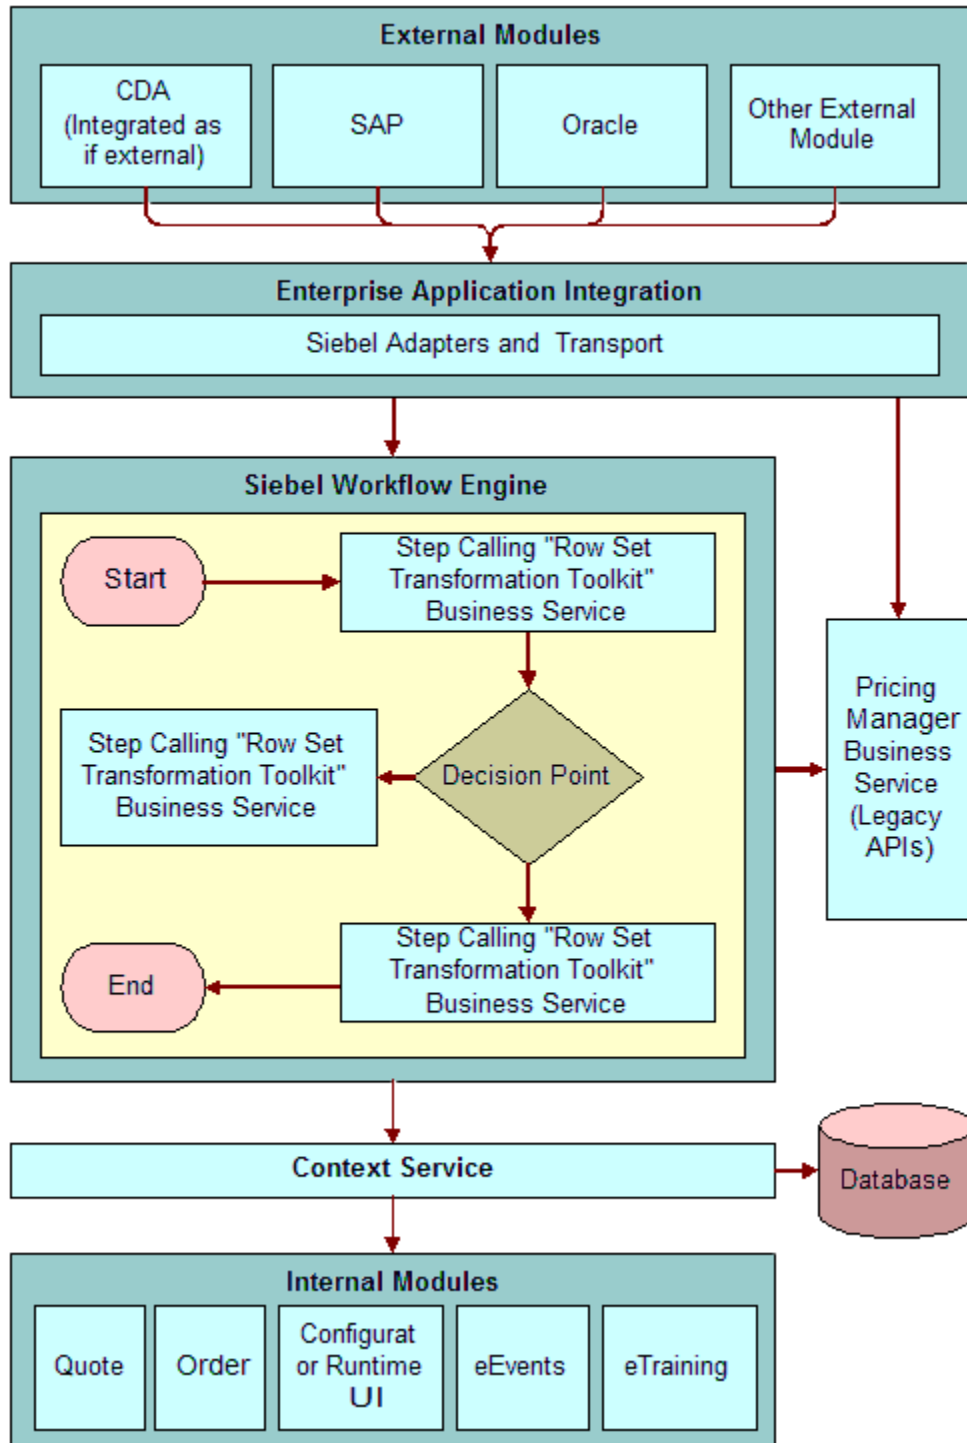 External Modules
CDA
(Integrated as
if external)
SAP
Oracle
Other External
Module
Enterprise Application Integration
Siebel Adapters and Transport
Siebel Workflow Engine
Start
Step Calling "Row Set
Transformation Toolkit"
Business Service
Step Calling "Row Set
Transformation Toolkit"
Business Service
Decision Point
Pricing
Manager
Business
Service
(Legacy
APIs)
Step Calling "Row Set
Transformation Toolkit"
Business Service
End
Context Service
Database
Internal Modules
Quote
Order
Configurat
or Runtime
UI
eEvents
eTraining